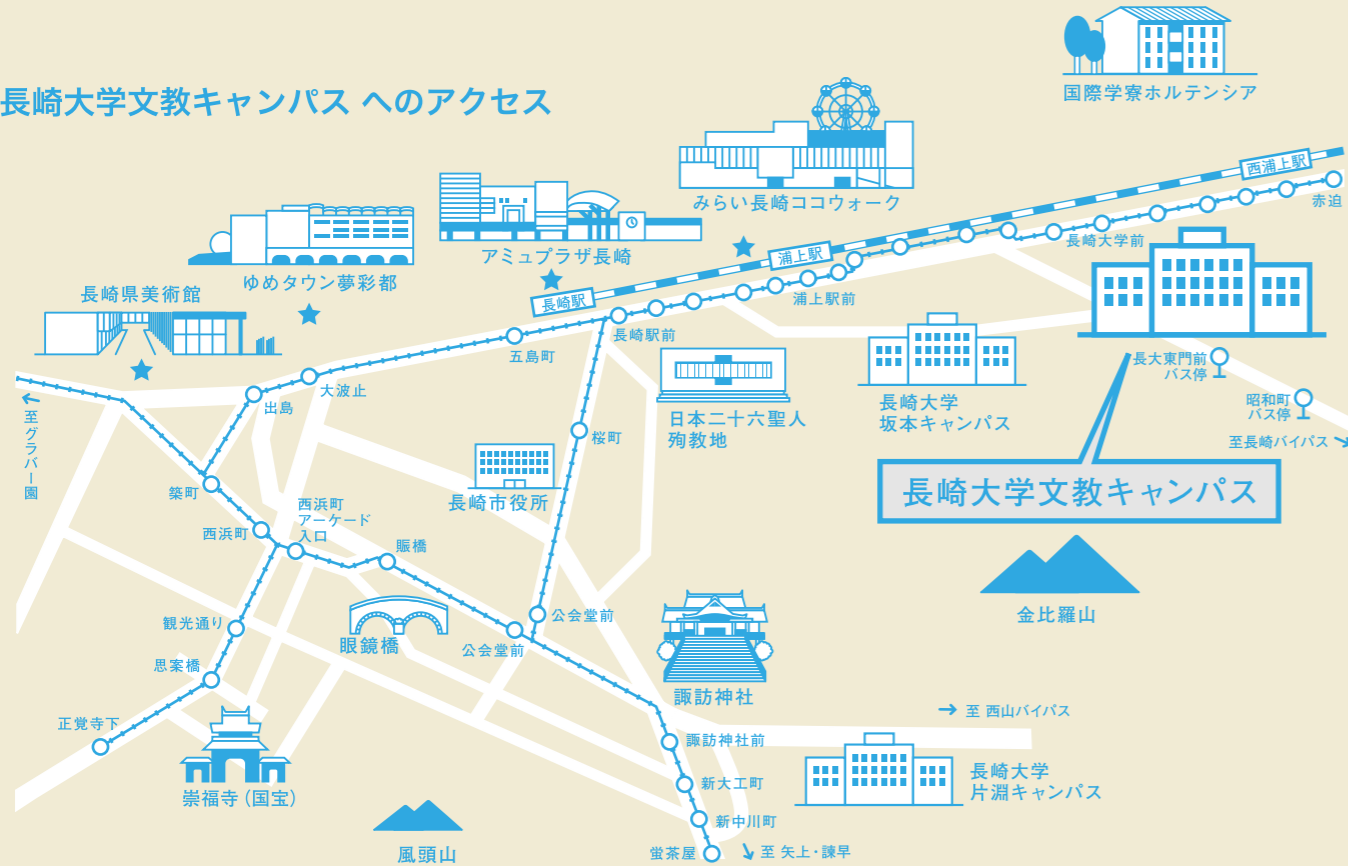 長崎大学文教キャンパス へのアクセス
国際学寮ホルテンシア
みらい長崎ココウォーク
西浦上駅
赤迫
長崎大学前
アミュプラザ長崎
浦上駅
浦上駅前
ゆめタウン夢彩都
長崎駅
長崎駅前
長崎県美術館
五島町
大波止
出島
至グラバー園
日本二十六聖人
殉教地
長崎大学
坂本キャンパス
長大東門前
バス停
昭和町
バス停
至長崎バイパス
長崎大学文教キャンパス
桜町
長崎市役所
築町
西浜町
西浜町
アーケード
入口
賑橋
眼鏡橋
公会堂前
公会堂前
観光通り
思案橋
正覚寺下
崇福寺(国宝)
風頭山
金比羅山
諏訪神社
至 西山バイパス
諏訪神社前
新大工町
新中川町
蛍茶屋
至 矢上・諫早
長崎大学
片淵キャンパス